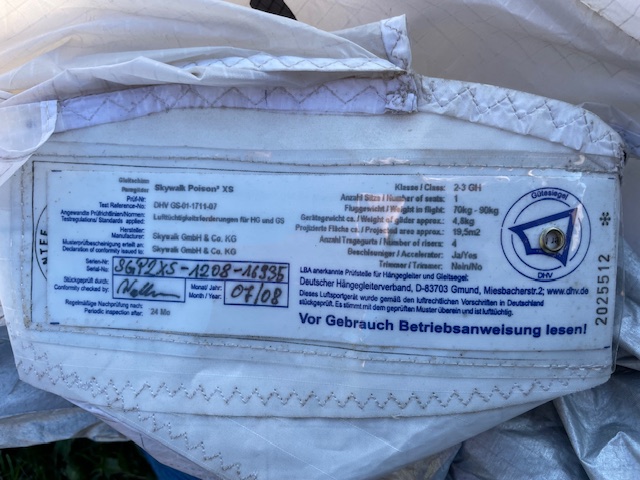 Gleitschirm:
Paraglider
Skywalk Poison² XS
Klasse / Class: 2-3 GH
Anzahl Sitze / Number of seats: 1
Prüf-Nr:
Test Reference-No:
DHV GS-01-1711-07
Fluggewicht / Weight in flight: 70kg - 90kg
Gerätegewicht ca. / Weight of glider approx: 4,8kg
Angewandte Prüfrichtlinien/Normen:
Testregulations/ Standards applied:
Lufttüchtigkeitsforderungen für HG und GS
Projizierte Fläche ca. / Projected area approx: 19,5m2
Anzahl Tragegurte / Number of risers: 4
Hersteller:
Manufacturer:
Skywalk GmbH & Co. KG
Beschleuniger / Accelerator: Ja/Yes
Trimmer / Trimmer: Nein/No
Musterprüfbescheinigung erteilt an:
Skywalk GmbH & Co. KG
Serien-Nr:
Serial-No:
SGP2XS-1208-16335
Stückgeprüft durch:
Conformity checked by:
Monat/ Jahr:
Month / Year:
07/08
Regelmäßige Nachprüfung nach:
Periodic inspection after:
24 Mo
LBA anerkannte Prüfstelle für Hängegleiter und Gleitsegel:
Deutscher Hängegleiterverband, D-83703 Gmund, Miesbacherstr.2; www.dhv.de
Dieses Luftsportgerät wurde gemäß den luftrechtlichen Vorschriften in Deutschland
stückgeprüft. Es stimmt mit dem geprüften Muster überein und ist lufttüchtig.
Vor Gebrauch Betriebsanweisung lesen!
Gütesiegel
DHV
2025512 *